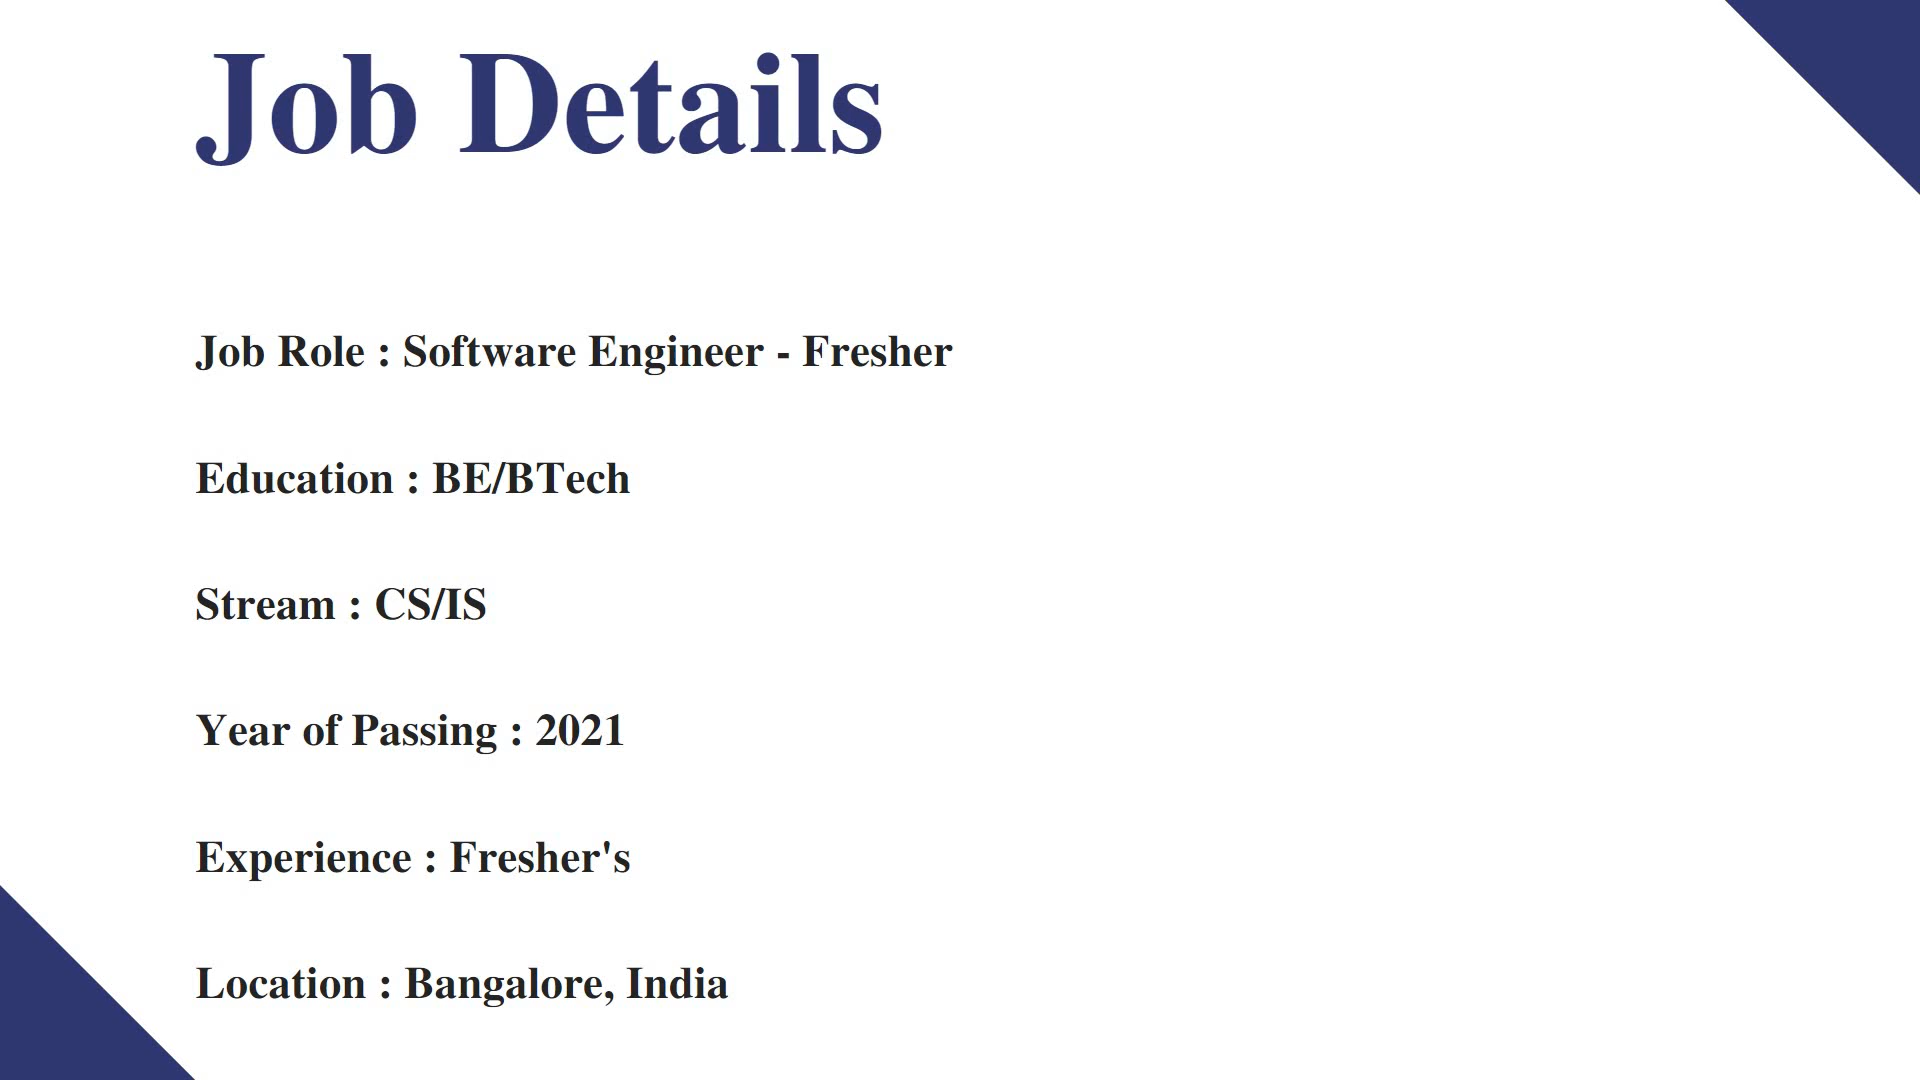 Job Details
Job Role : Software Engineer - Fresher
Education : BE/BTech
Stream : CS/IS
Year of Passing : 2021
Experience : Fresher's
Location : Bangalore, India